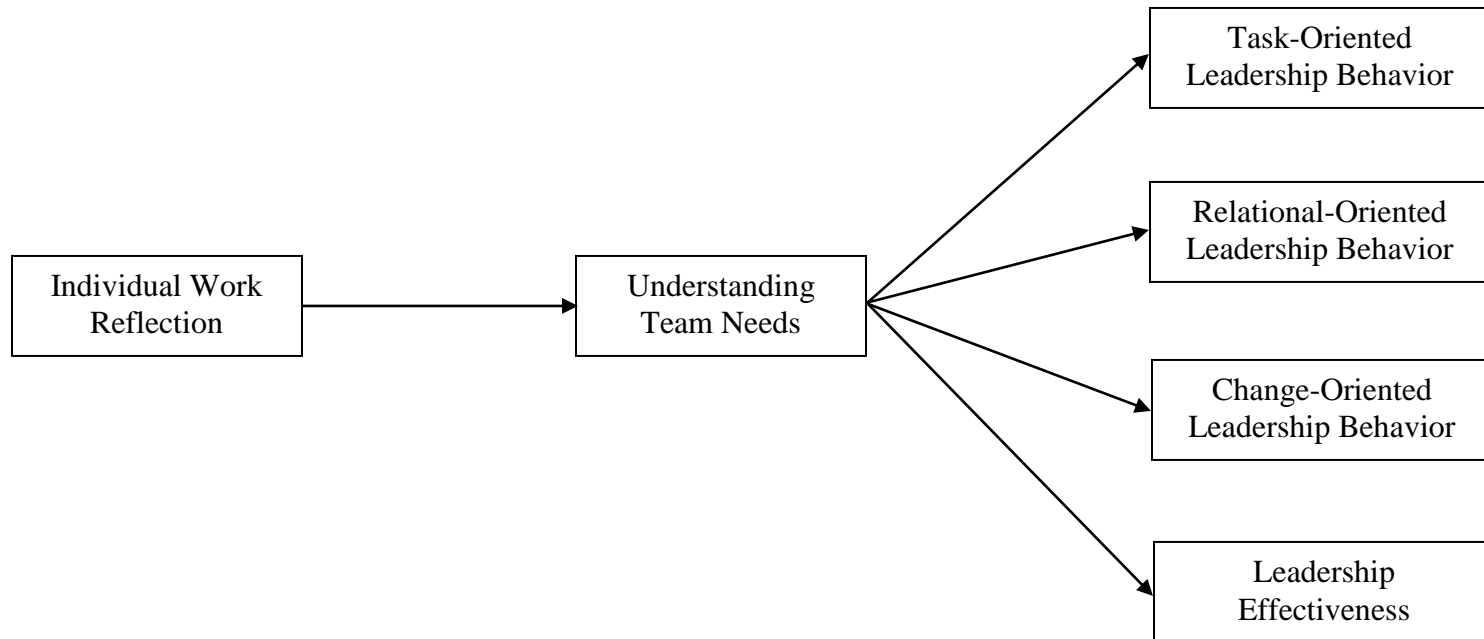 Task-Oriented
Leadership Behavior
Relational-Oriented
Leadership Behavior
Individual Work
Reflection
Understanding
Team Needs
Change-Oriented
Leadership Behavior
Leadership
Effectiveness